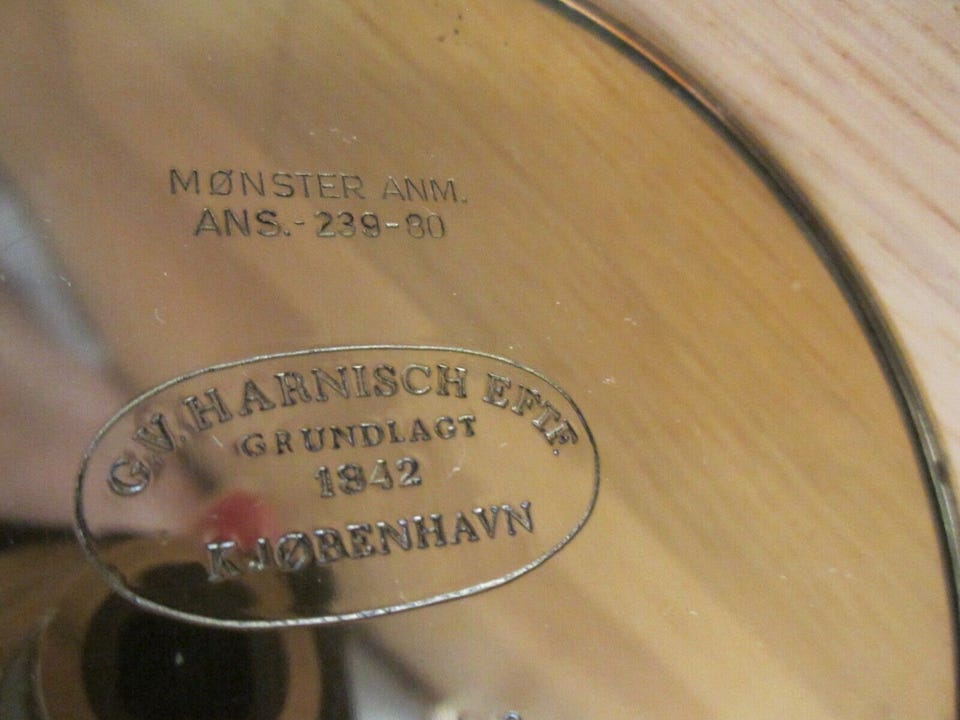 MØNSTER ANM.
ANS.-239-80
G.V. HARNISCH EFTF.
GRUNDLAGT
1842
KJØBENHAVN